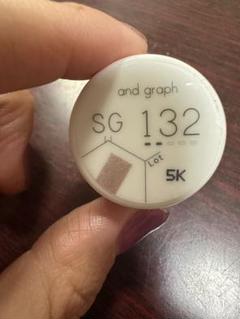 and graph
SG 132
Lot
5K